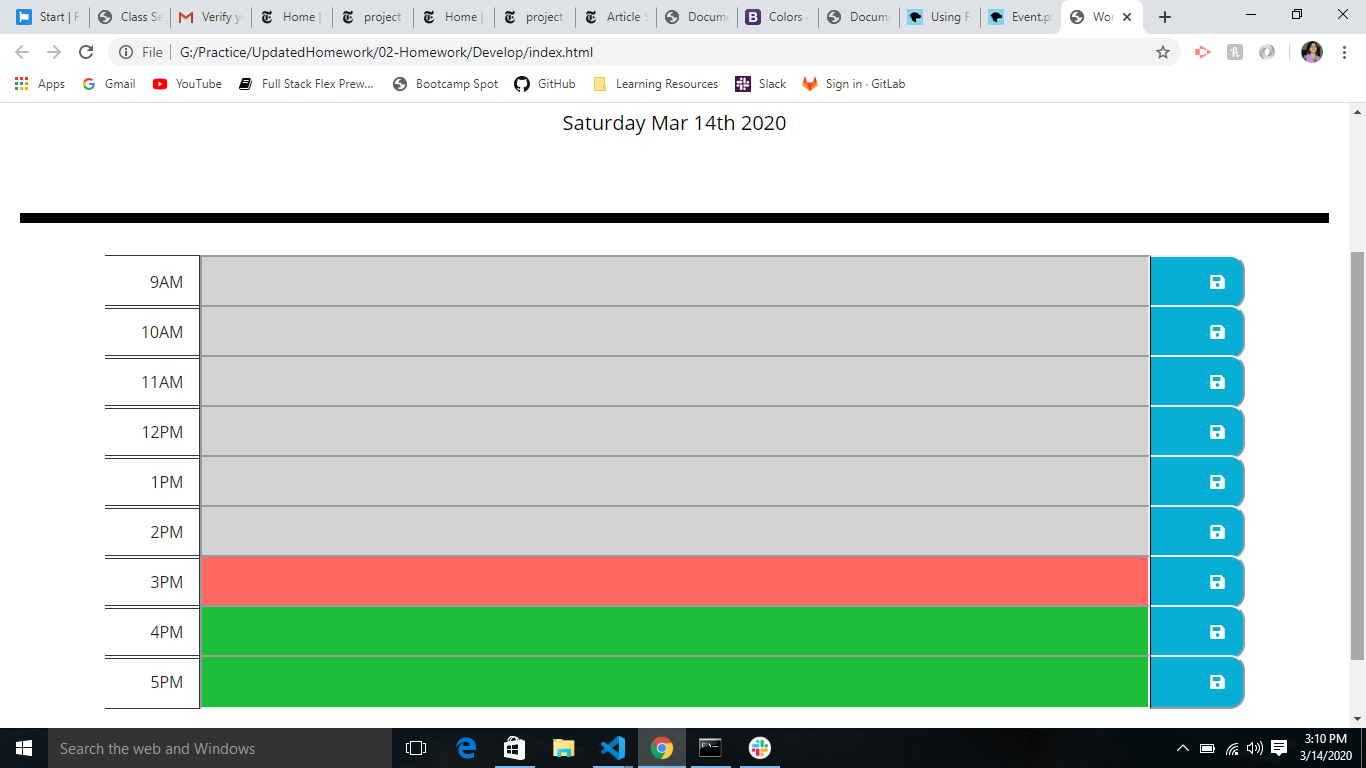 Start | F Class Se Verify y Home | project Home | project Article S Docume Colors Docume Using F Event.p Wor
File G:/Practice/UpdatedHomework/02-Homework/Develop/index.html
Apps Gmail YouTube Full Stack Flex Prew... Bootcamp Spot GitHub Learning Resources Slack Sign in · GitLab
Saturday Mar 14th 2020
9AM
10AM
11AM
12PM
1PM
2PM
3PM
4PM
5PM
Search the web and Windows
3:10 PM
3/14/2020